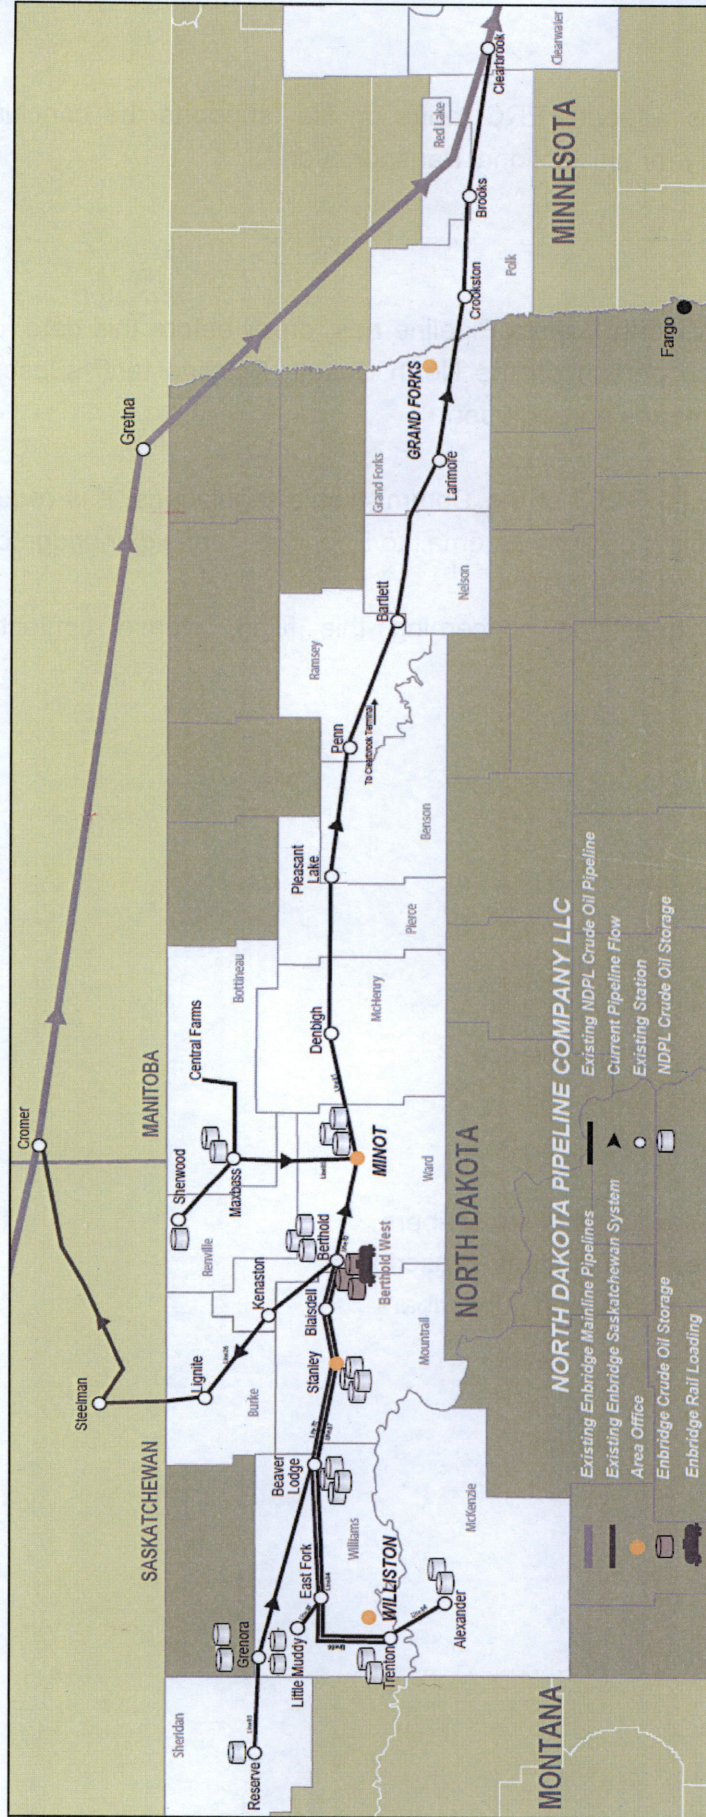 SASKATCHEWAN
MANITOBA
Steelman
Cromer
Gretna
Sheridan
Reserve
Line83
Grenora
Little Muddy
East Fork
Williams
WILLISTON
Trenton
Alexander
McKenzie
Beaver
Lodge
Burke
Lignite
Line26
Kenaston
Stanley
Mountrail
Blaisdell
Berthold
Berthold West
Renville
Sherwood
Maxbass
Central Farms
Bottineau
MINOT
Ward
Denbigh
McHenry
Pierce
Pleasant
Lake
Benson
Penn
To Clearbrook Terminal
Ramsey
Bartlett
Nelson
Grand Forks
Larimore
GRAND FORKS
Crookston
Polk
Brooks
Red Lake
Clearbrook
Clearwater
MONTANA
NORTH DAKOTA
MINNESOTA
Fargo
NORTH DAKOTA PIPELINE COMPANY LLC
Existing Enbridge Mainline Pipelines
Existing Enbridge Saskatchewan System
Area Office
Enbridge Crude Oil Storage
Enbridge Rail Loading
Existing NDPL Crude Oil Pipeline
Current Pipeline Flow
Existing Station
NDPL Crude Oil Storage